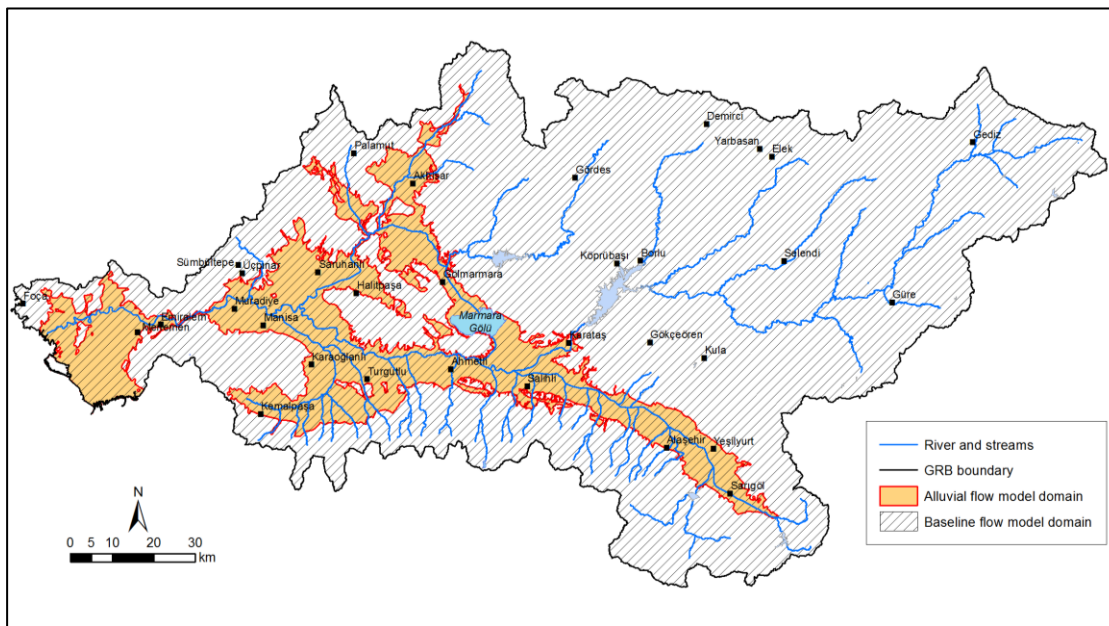 Demirci
Yarbasan
Elek
Gediz
Palamut
Akhisar
Gördes
Sümbültepe
Üçpınar
Saruhanlı
Köprübaşı
Borlu
Selendi
Gölmarmara
Halitpaşa
Foça
Muradiye
Güre
Emiralem
Menemen
Manisa
Marmara
Gölü
Karataş
Gökçeören
Kula
Karaoğlanlı
Ahmetli
Turgutlu
Salihli
Kemalpaşa
Alaşehir
Yeşilyurt
Sarıgöl
River and streams
GRB boundary
Alluvial flow model domain
Baseline flow model domain
N
0 5 10 20 30
km